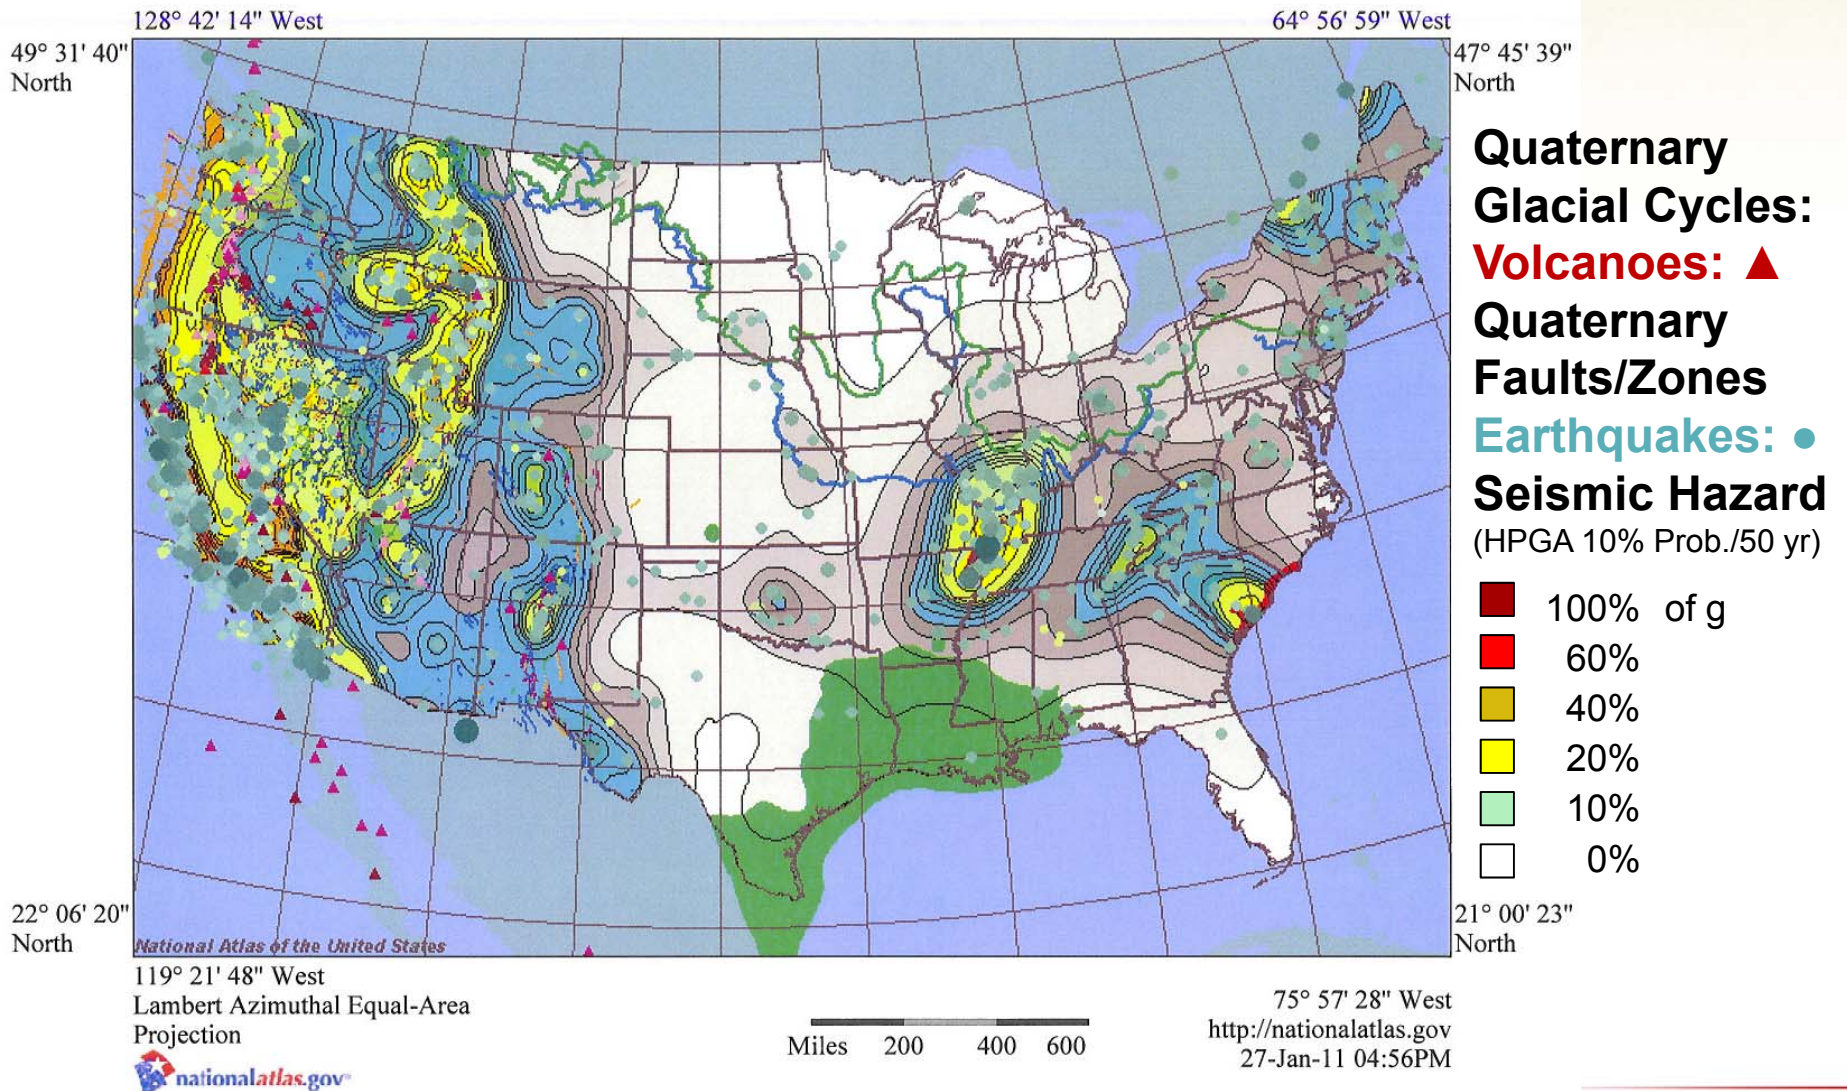 128° 42' 14" West
64° 56' 59" West
49° 31' 40"
North
47° 45' 39"
North
Quaternary
Glacial Cycles:
Volcanoes: ▲
Quaternary
Faults/Zones
Earthquakes: ●
Seismic Hazard
(HPGA 10% Prob./50 yr)
100% of g
60%
40%
20%
10%
0%
22° 06' 20"
North
21° 00' 23"
North
National Atlas of the United States
119° 21' 48" West
Lambert Azimuthal Equal-Area
Projection
nationalatlas.gov
Miles 200 400 600
75° 57' 28" West
http://nationalatlas.gov
27-Jan-11 04:56PM